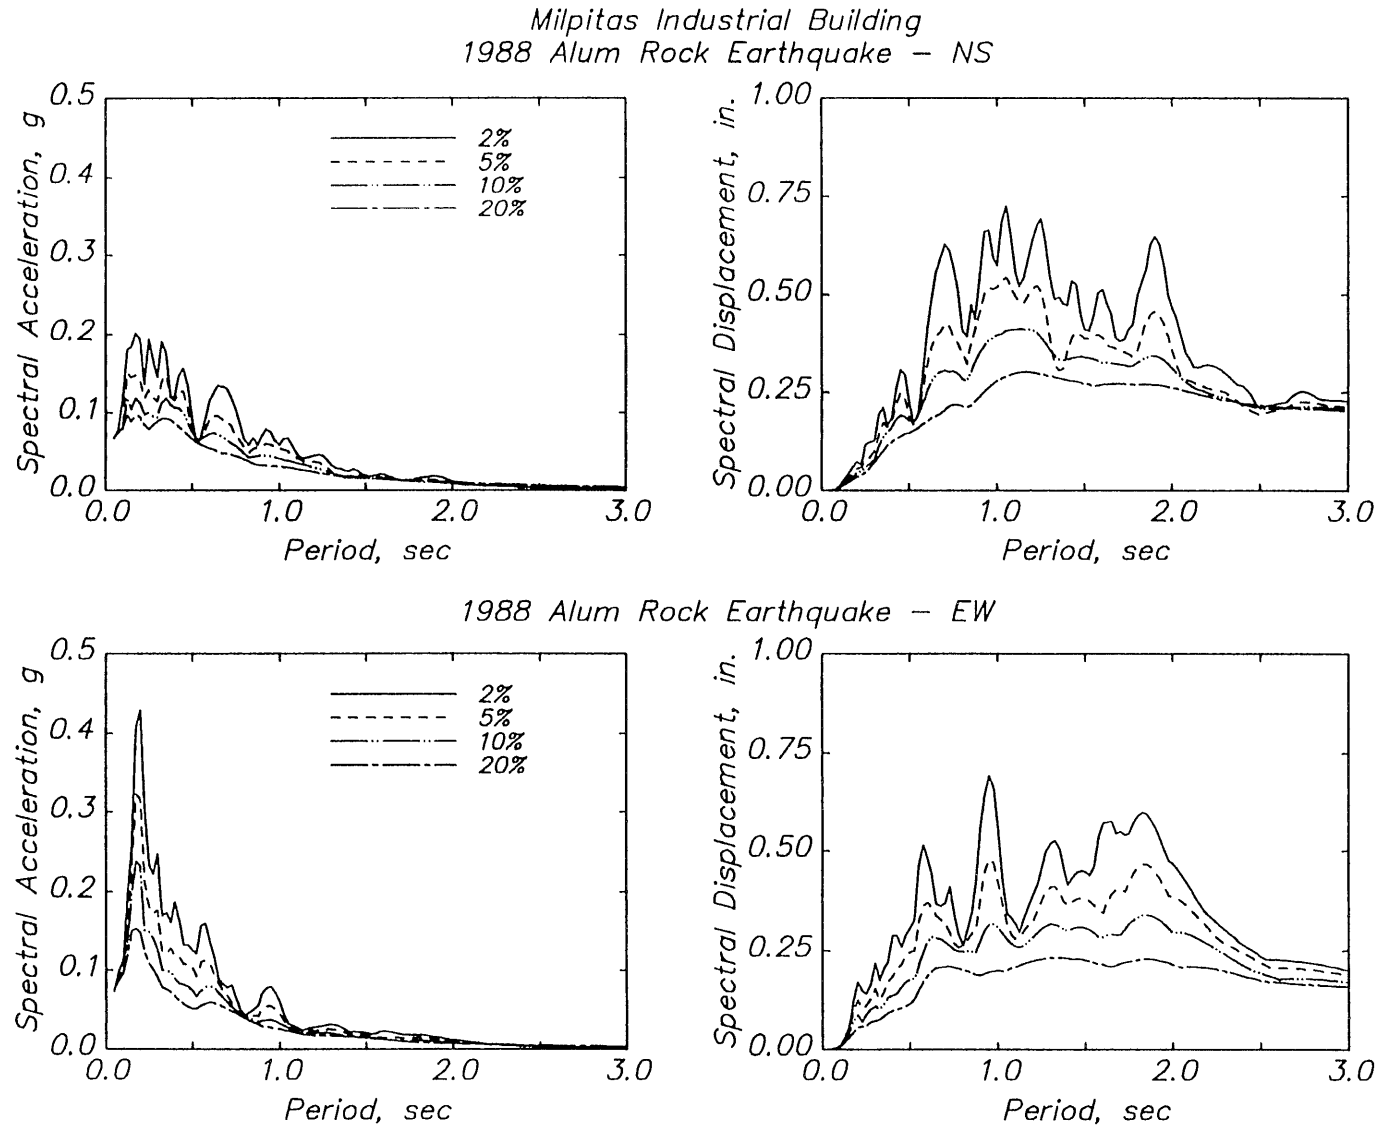 Milpitas Industrial Building
1988 Alum Rock Earthquake – NS
Spectral Acceleration, g
0.5
0.4
0.3
0.2
0.1
0.0
2%
5%
10%
20%
0.0 1.0 2.0 3.0
Period, sec
Spectral Displacement, in.
1.00
0.75
0.50
0.25
0.00
0.0 1.0 2.0 3.0
Period, sec
1988 Alum Rock Earthquake – EW
Spectral Acceleration, g
0.5
0.4
0.3
0.2
0.1
0.0
2%
5%
10%
20%
0.0 1.0 2.0 3.0
Period, sec
Spectral Displacement, in.
1.00
0.75
0.50
0.25
0.00
0.0 1.0 2.0 3.0
Period, sec